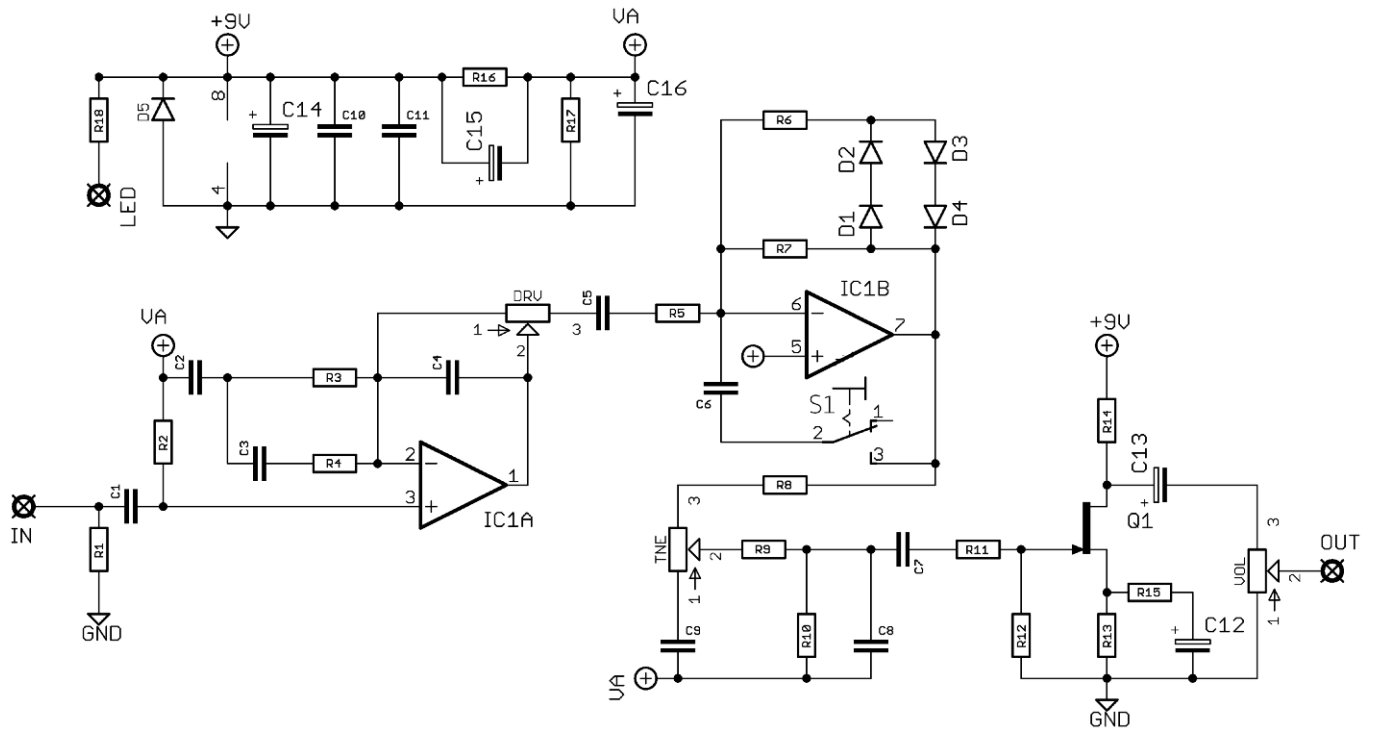 +9V
VA
R18
D5
8
+
C14
C10
C11
R16
C15
+
R17
+
C16
4
LED
R6
D2
D3
D1
D4
R7
IC1B
DRV
1
2
3
C5
R5
6
-
7
5
+
VA
C2
R3
C4
R2
C3
R4
2
-
1
3
+
IC1A
IN
C1
R1
GND
C6
S1
1
2
3
+9V
R14
C13
+
Q1
R8
3
TNE
2
1
R9
C7
R11
3
VOL
2
1
OUT
R15
C12
+
C9
R10
C8
R12
R13
VA
GND